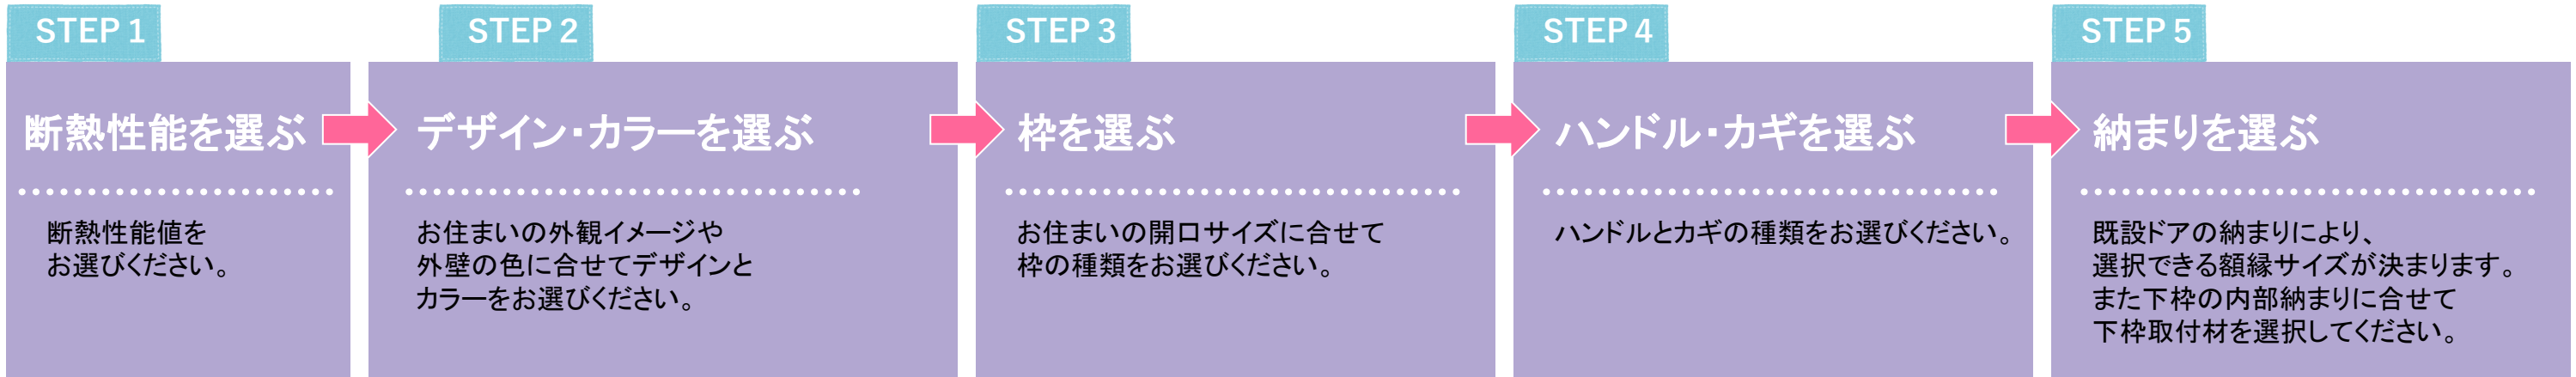 STEP 1
断熱性能を選ぶ
断熱性能値を
お選びください。
STEP 2
デザイン・カラーを選ぶ
お住まいの外観イメージや
外壁の色に合せてデザインと
カラーをお選びください。
STEP 3
枠を選ぶ
お住まいの開口サイズに合せて
枠の種類をお選びください。
STEP 4
ハンドル・カギを選ぶ
ハンドルとカギの種類をお選びください。
STEP 5
納まりを選ぶ
既設ドアの納まりにより、
選択できる額縁サイズが決まります。
また下枠の内部納まりに合せて
下枠取付材を選択してください。